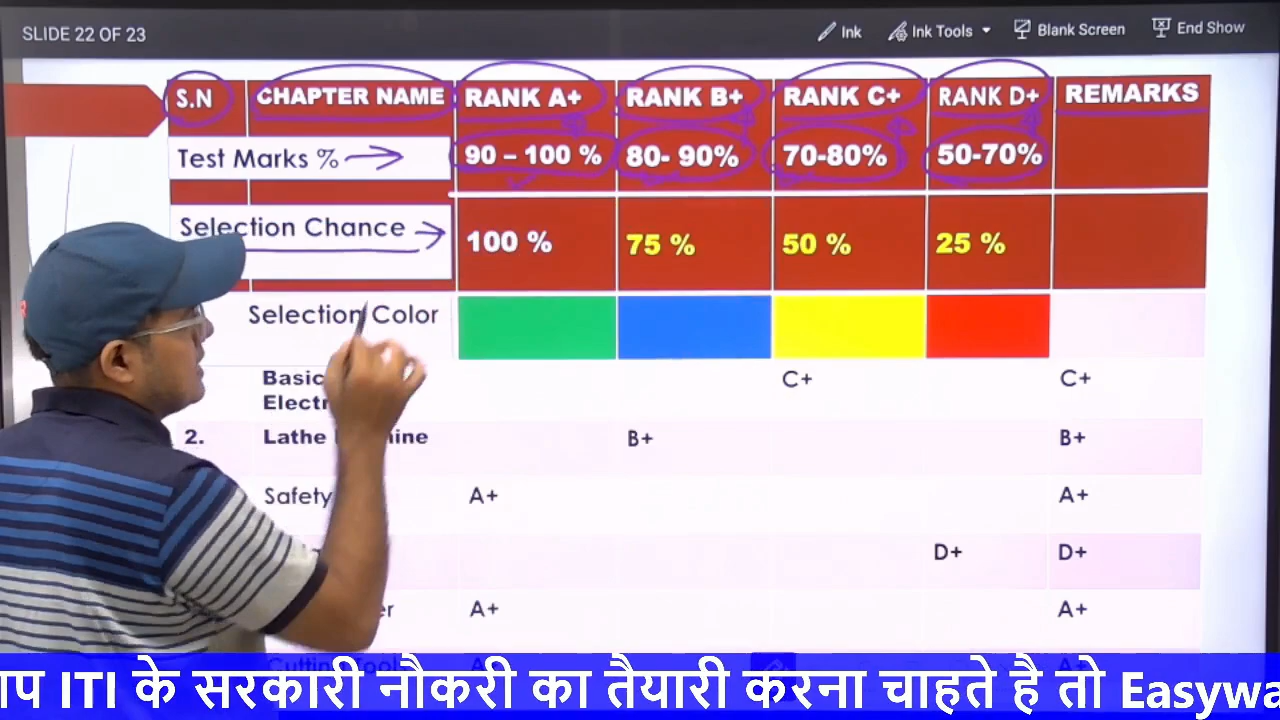 SLIDE 22 OF 23
Ink
Ink Tools
Blank Screen
End Show
S.N CHAPTER NAME RANK A+ RANK B+ RANK C+ RANK D+ REMARKS
Test Marks % 90 – 100 % 80- 90% 70-80% 50-70%
Selection Chance 100 % 75 % 50 % 25 %
Selection Color
Basic C+ C+
2. Lathe B+ B+
Safety A+ A+
D+ D+
A+ A+
ITI के सरकारी नौकरी का तैयारी करना चाहते है तो